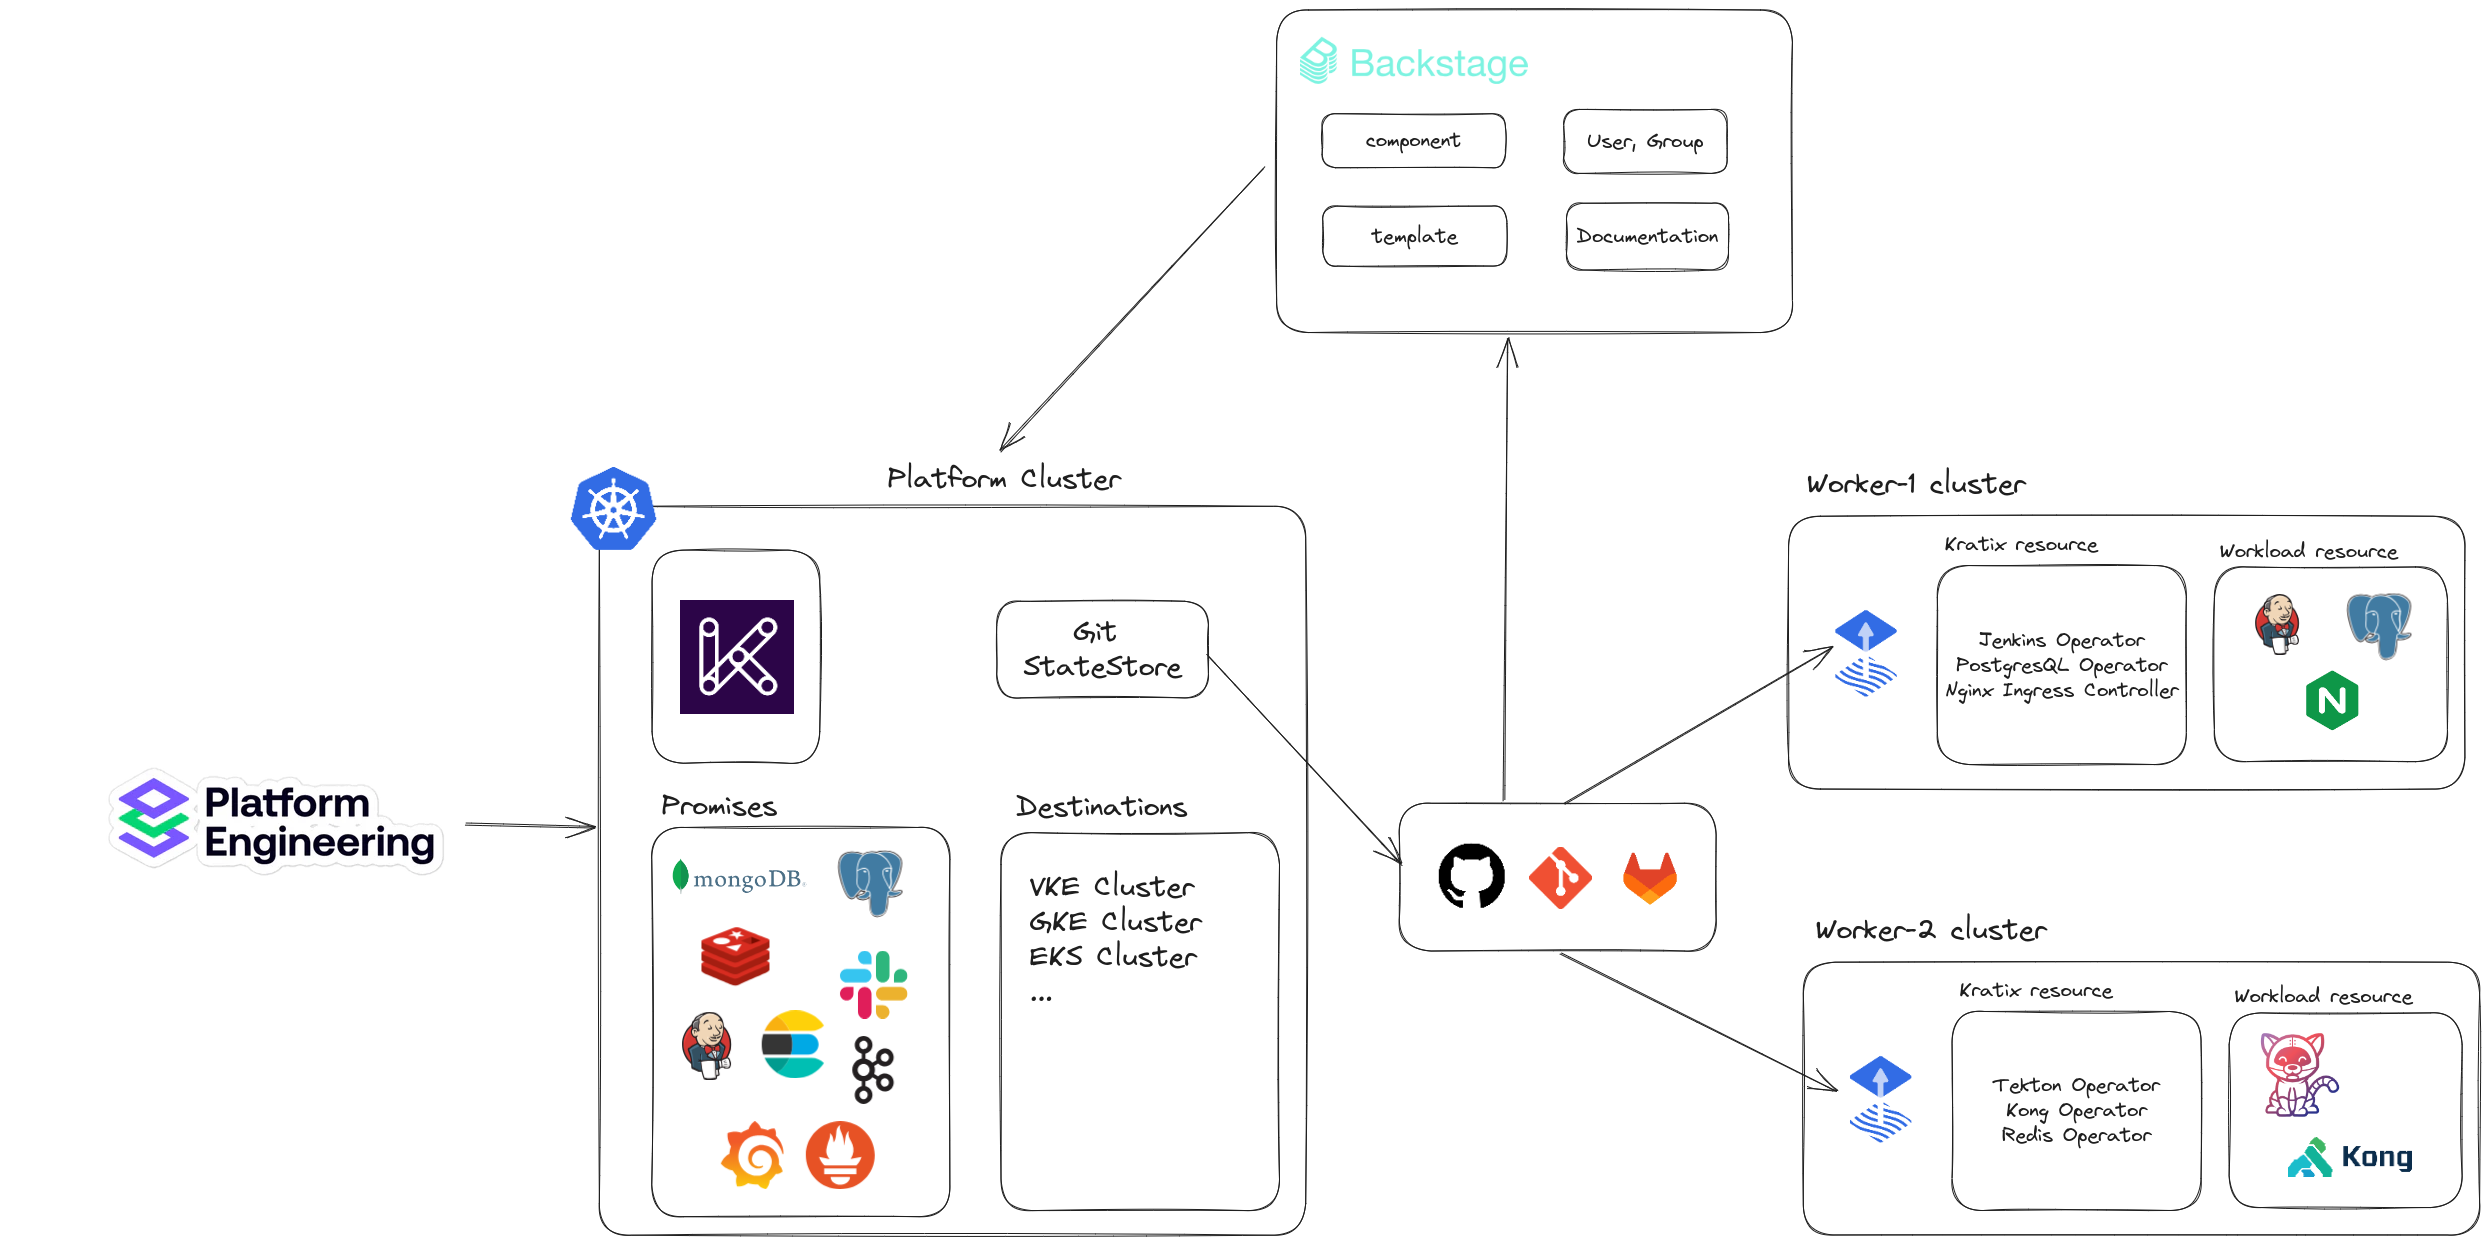 Backstage
component
User, Group
template
Documentation
Platform Cluster
Git
StateStore
Promises
mongoDB
Destinations
VKE Cluster
GKE Cluster
EKS Cluster
...
Platform
Engineering
Worker-1 cluster
Kratix resource
Workload resource
Jenkins Operator
PostgresQL Operator
Nginx Ingress Controller
N
Worker-2 cluster
Kratix resource
Workload resource
Tekton Operator
Kong Operator
Redis Operator
Kong